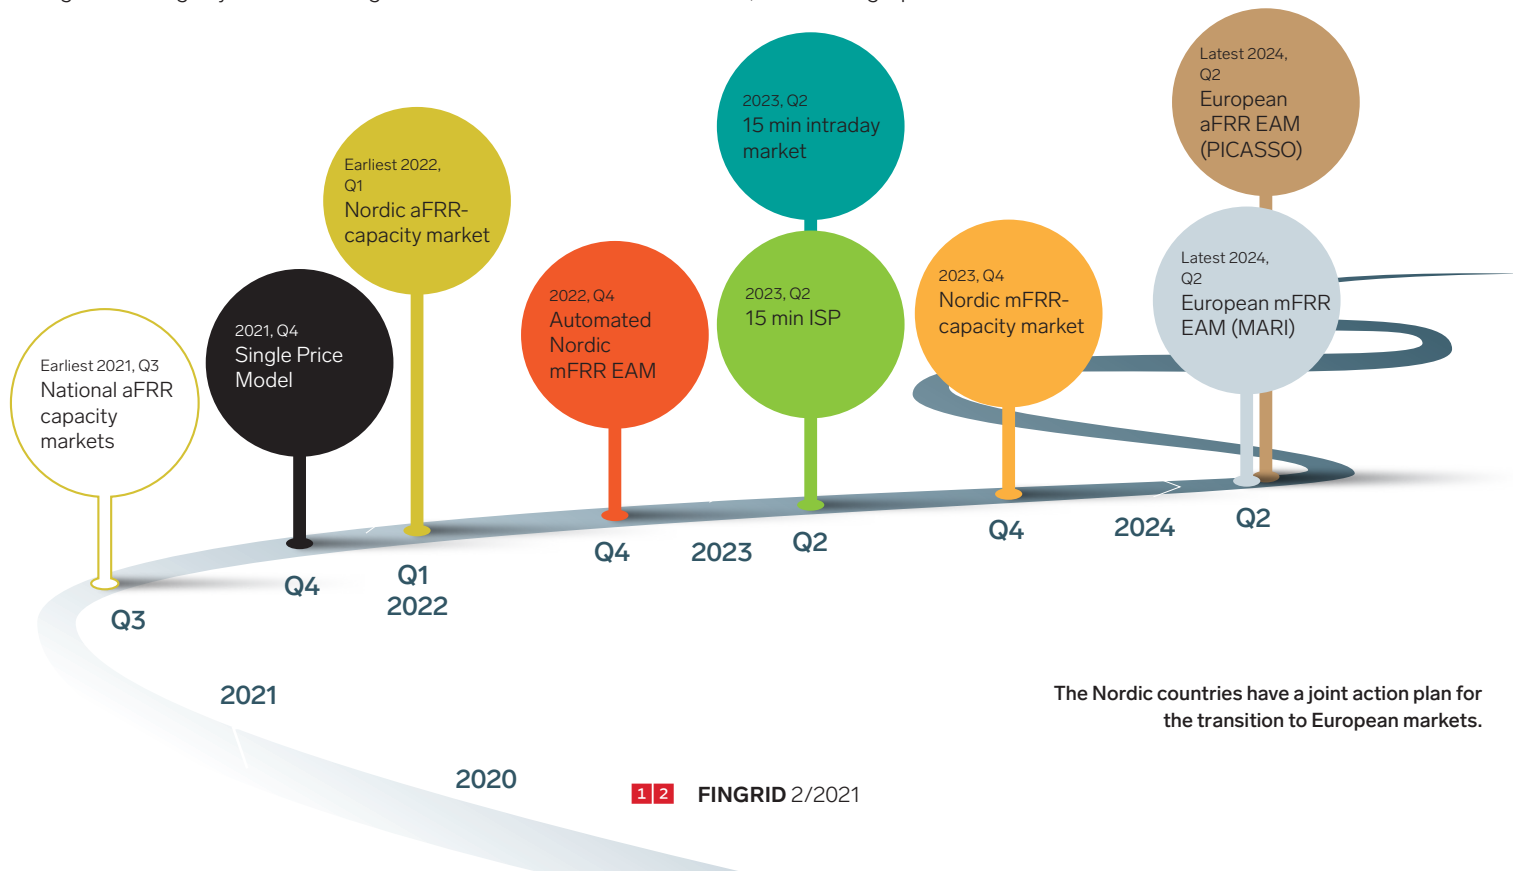 Earliest 2021, Q3
National aFRR
capacity
markets
2021, Q4
Single Price
Model
Earliest 2022,
Q1
Nordic aFRR-
capacity market
2022, Q4
Automated
Nordic
mFRR EAM
2023, Q2
15 min intraday
market
2023, Q2
15 min ISP
2023, Q4
Nordic mFRR-
capacity market
Latest 2024,
Q2
European
aFRR EAM
(PICASSO)
Latest 2024,
Q2
European mFRR
EAM (MARI)
Q3
Q4
Q1
2022
Q4
2023
Q2
Q4
2024
Q2
2021
2020
The Nordic countries have a joint action plan for
the transition to European markets.
12 FINGRID 2/2021